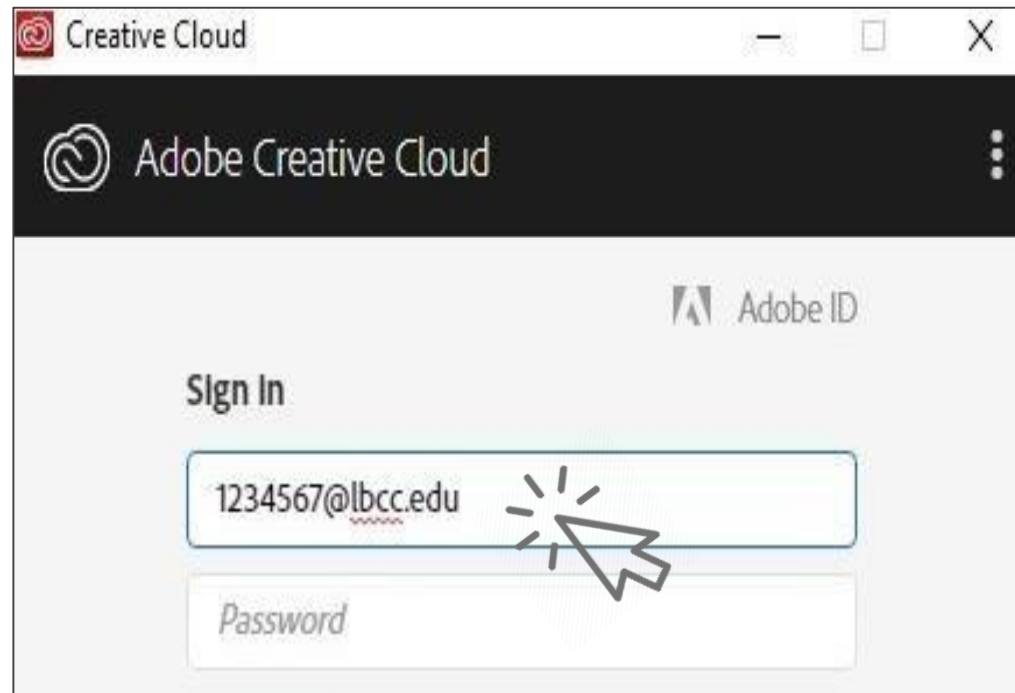 Creative Cloud
Adobe Creative Cloud
Adobe ID
Sign in
1234567@lbcc.edu
Password